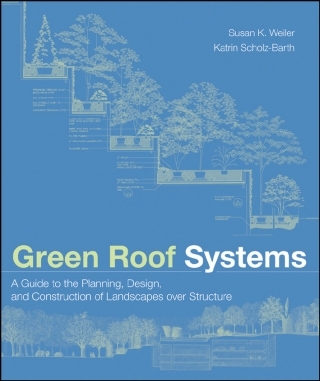 Susan K. Weiler
Katrin Scholz-Barth
Green Roof Systems
A Guide to the Planning, Design,
and Construction of Landscapes over Structure